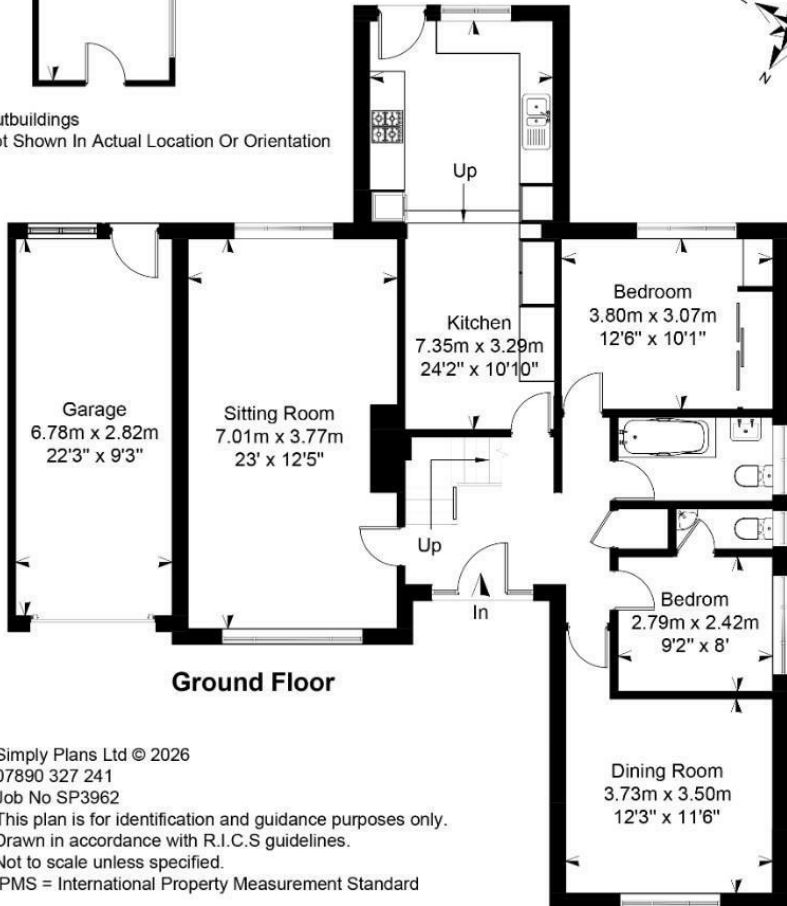 N
utbuildings
ot Shown In Actual Location Or Orientation
Up
Kitchen
7.35m x 3.29m
24'2" x 10'10"
Bedroom
3.80m x 3.07m
12'6" x 10'1"
Garage
6.78m x 2.82m
22'3" x 9'3"
Sitting Room
7.01m x 3.77m
23' x 12'5"
Up
In
Bedrom
2.79m x 2.42m
9'2" x 8'
Ground Floor
Dining Room
3.73m x 3.50m
12'3" x 11'6"
Simply Plans Ltd © 2026
07890 327 241
Job No SP3962
This plan is for identification and guidance purposes only.
Drawn in accordance with R.I.C.S guidelines.
Not to scale unless specified.
IPMS = International Property Measurement Standard